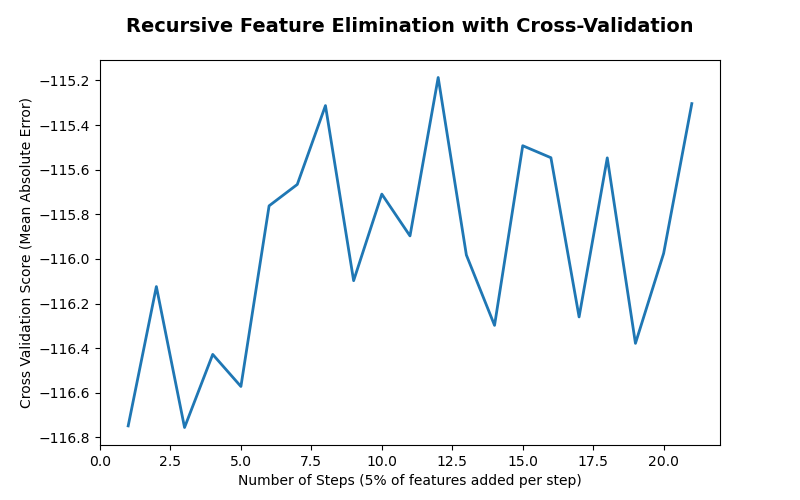 Recursive Feature Elimination with Cross-Validation
Cross Validation Score (Mean Absolute Error)
−115.2
−115.4
−115.6
−115.8
−116.0
−116.2
−116.4
−116.6
−116.8
0.0 2.5 5.0 7.5 10.0 12.5 15.0 17.5 20.0
Number of Steps (5% of features added per step)